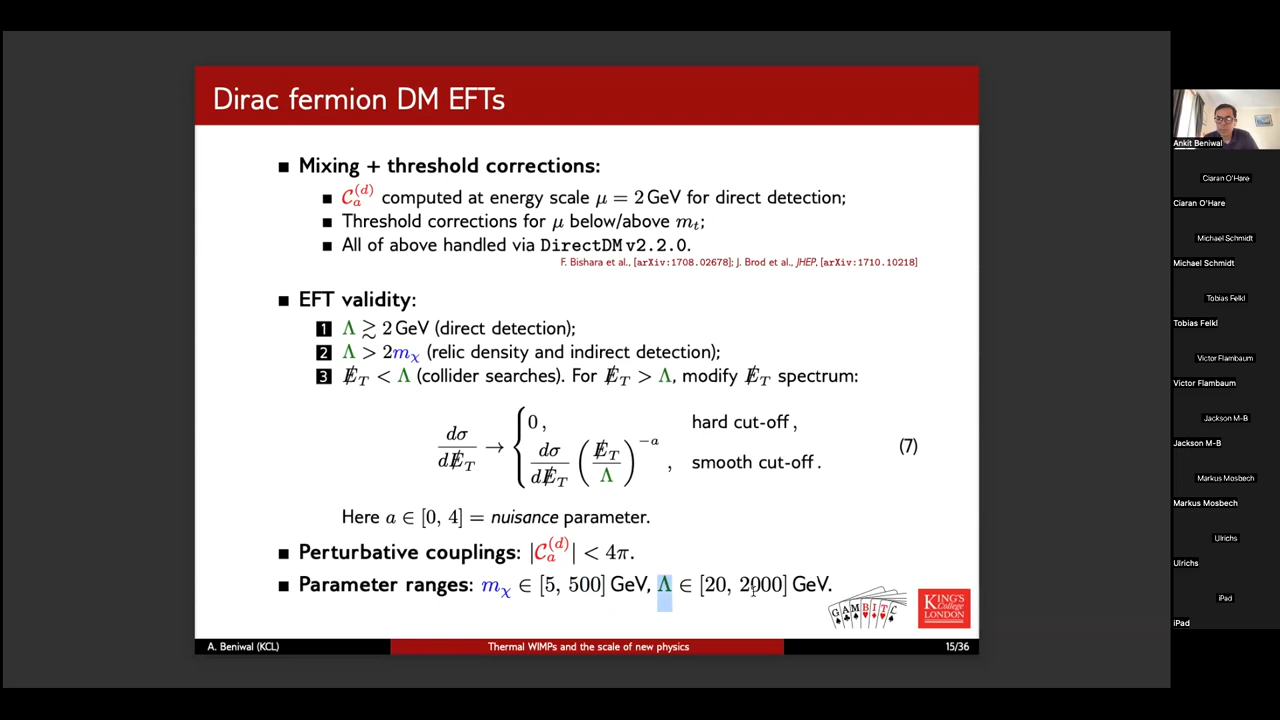 Dirac fermion DM EFTs
■ Mixing + threshold corrections:
■ 𝒞ₐ⁽ᵈ⁾ computed at energy scale μ = 2 GeV for direct detection;
■ Threshold corrections for μ below/above mₜ;
■ All of above handled via DirectDM v2.2.0.
F. Bishara et al., [arXiv:1708.02678]; J. Brod et al., JHEP, [arXiv:1710.10218]
■ EFT validity:
1 Λ ≳ 2 GeV (direct detection);
2 Λ > 2m_χ (relic density and indirect detection);
3 E̸_T < Λ (collider searches). For E̸_T > Λ, modify E̸_T spectrum:
dσ/dE̸_T → { 0, hard cut-off,
dσ/dE̸_T (E̸_T/Λ)^−a, smooth cut-off. (7)
Here a ∈ [0, 4] = nuisance parameter.
■ Perturbative couplings: |𝒞ₐ⁽ᵈ⁾| < 4π.
■ Parameter ranges: m_χ ∈ [5, 500] GeV, Λ ∈ [20, 2000] GeV.
GAMBIT
KING'S
College
LONDON
A. Beniwal (KCL)
Thermal WIMPs and the scale of new physics
15/36
Ankit Beniwal
Ciaran O'Hare
Ciaran O'Hare
Michael Schmidt
Michael Schmidt
Tobias Felkl
Tobias Felkl
Victor Flambaum
Victor Flambaum
Jackson M-B
Jackson M-B
Markus Mosbech
Markus Mosbech
Ulrichs
Ulrichs
iPad
iPad